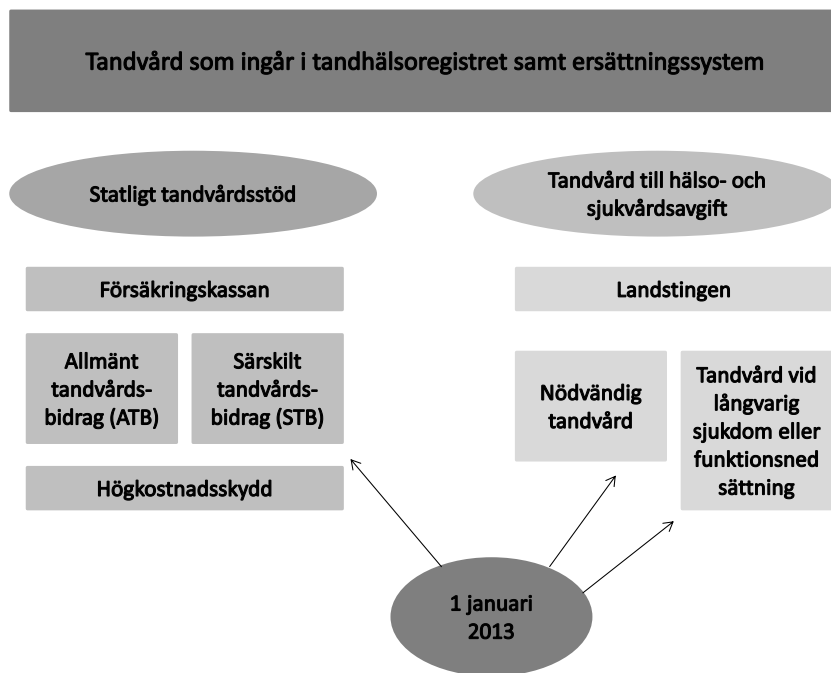 Tandvård som ingår i tandhälsoregistret samt ersättningssystem
Statligt tandvårdsstöd
Tandvård till hälso- och
sjukvårdsavgift
Försäkringskassan
Landstingen
Allmänt
tandvårds-
bidrag (ATB)
Särskilt
tandvårds-
bidrag (STB)
Nödvändig
tandvård
Tandvård vid
långvarig
sjukdom eller
funktionsned
sättning
Högkostnadsskydd
1 januari
2013